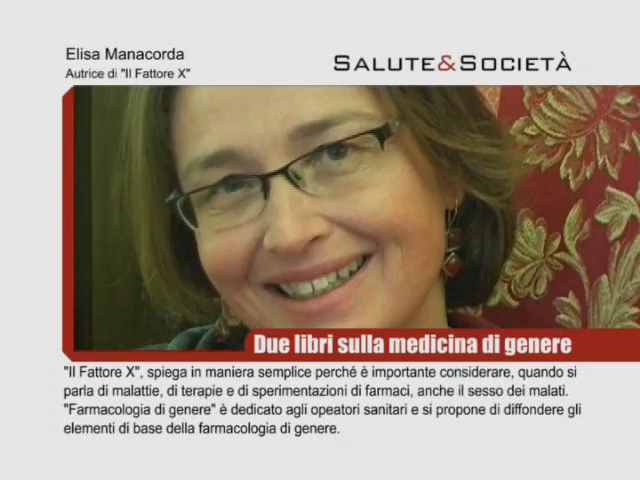 Elisa Manacorda
Autrice di "Il Fattore X"
SALUTE&SOCIETÀ
Due libri sulla medicina di genere
"Il Fattore X", spiega in maniera semplice perché è importante considerare, quando si
parla di malattie, di terapie e di sperimentazioni di farmaci, anche il sesso dei malati.
"Farmacologia di genere" è dedicato agli opeatori sanitari e si propone di diffondere gli
elementi di base della farmacologia di genere.